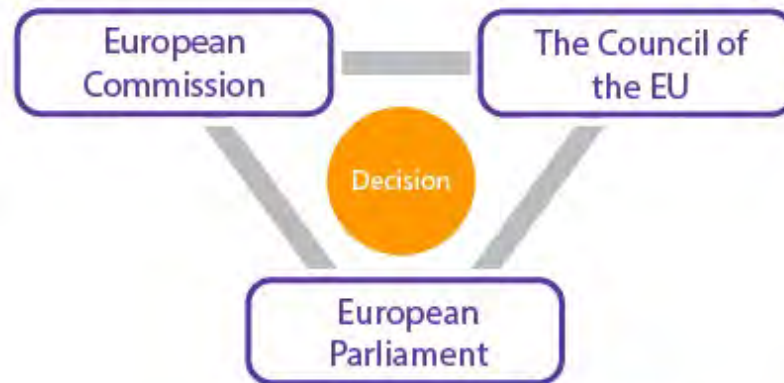 European
Commission
The Council of
the EU
Decision
European
Parliament